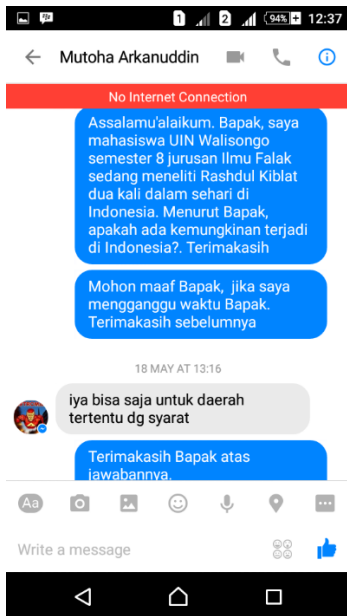 1 2 94% 12:37
Mutoha Arkanuddin
No Internet Connection
Assalamu'alaikum. Bapak, saya
mahasiswa UIN Walisongo
semester 8 jurusan Ilmu Falak
sedang meneliti Rashdul Kiblat
dua kali dalam sehari di
Indonesia. Menurut Bapak,
apakah ada kemungkinan terjadi
di Indonesia?. Terimakasih
Mohon maaf Bapak, jika saya
mengganggu waktu Bapak.
Terimakasih sebelumnya
18 MAY AT 13:16
iya bisa saja untuk daerah
tertentu dg syarat
Terimakasih Bapak atas
jawabannya.
Aa
Write a message